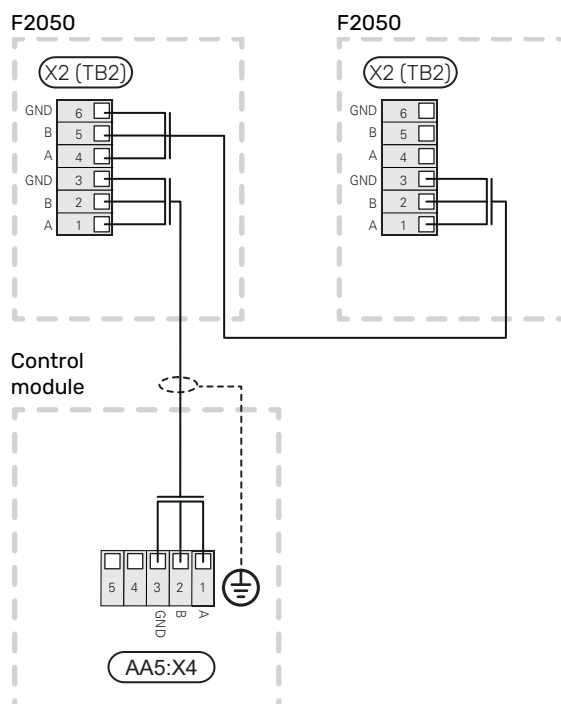 F2050
F2050
X2 (TB2)
X2 (TB2)
GND 6
B 5
A 4
GND 3
B 2
A 1
GND 6
B 5
A 4
GND 3
B 2
A 1
Control
module
5 4 3 2 1
GND B A
AA5:X4